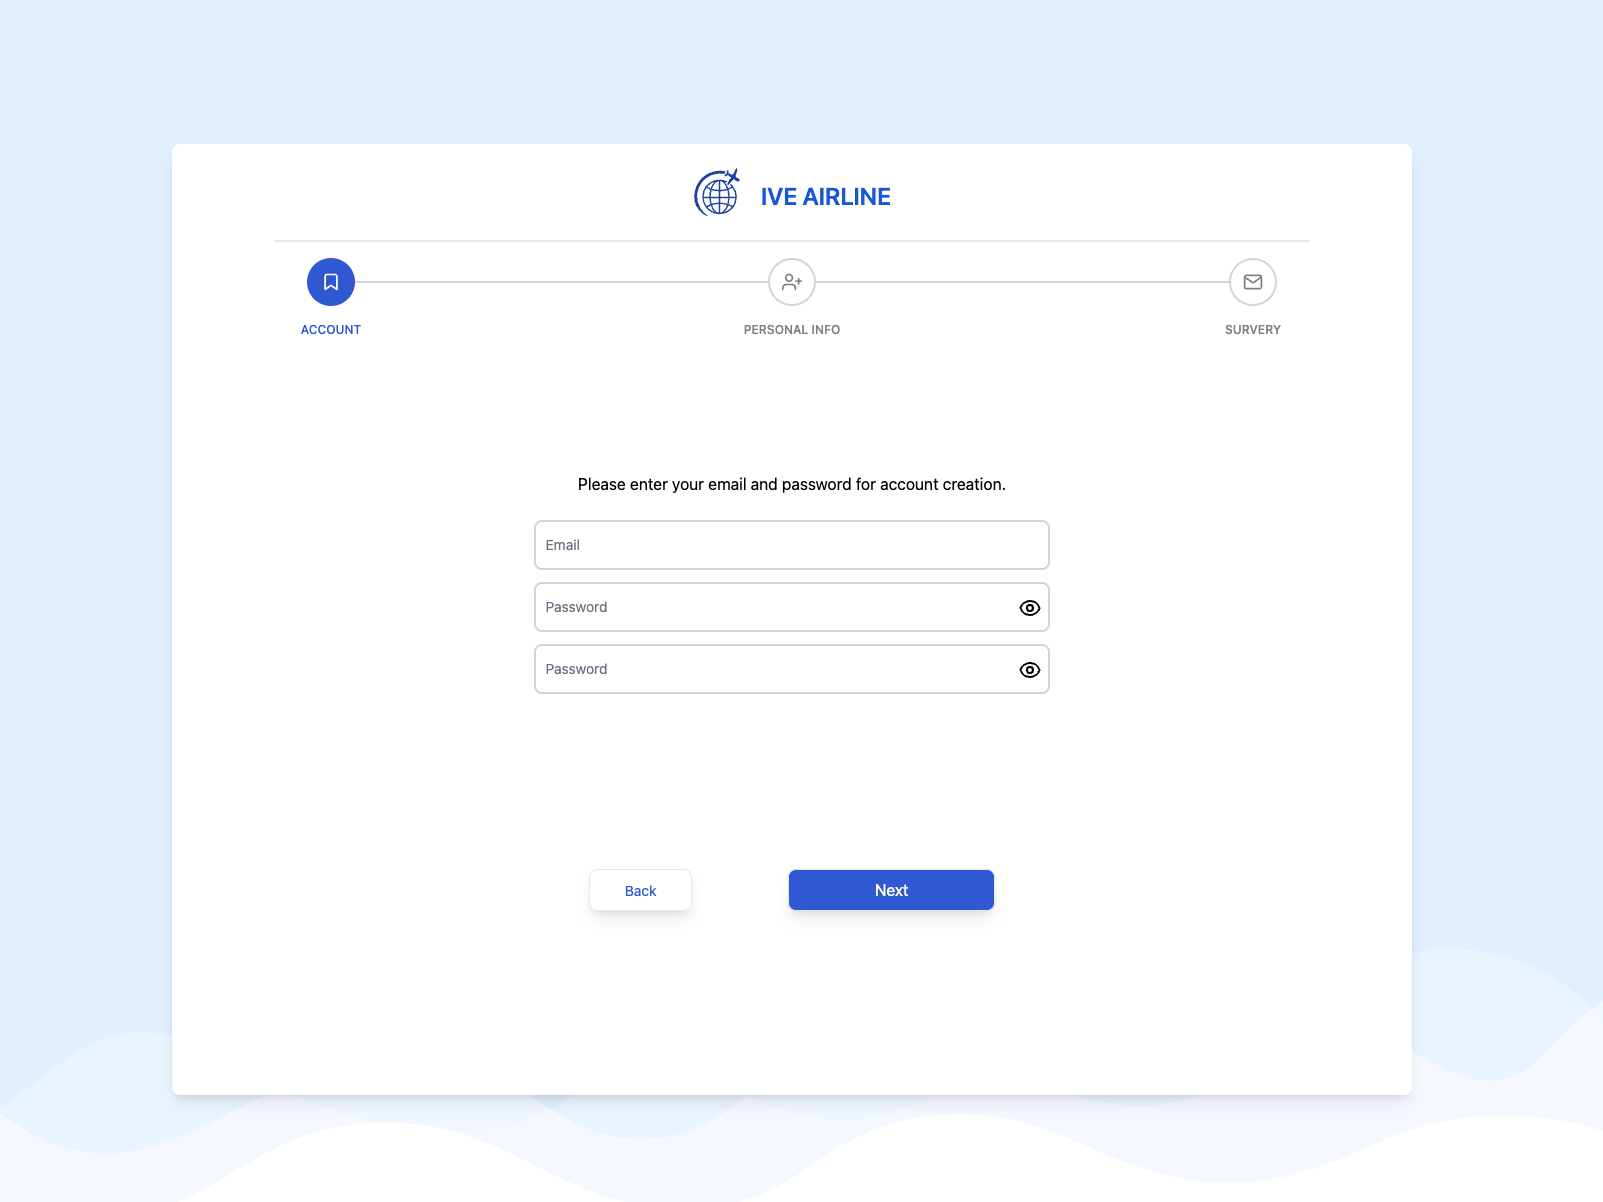 IVE AIRLINE
ACCOUNT
PERSONAL INFO
SURVERY
Please enter your email and password for account creation.
Email
Password
Password
Back
Next